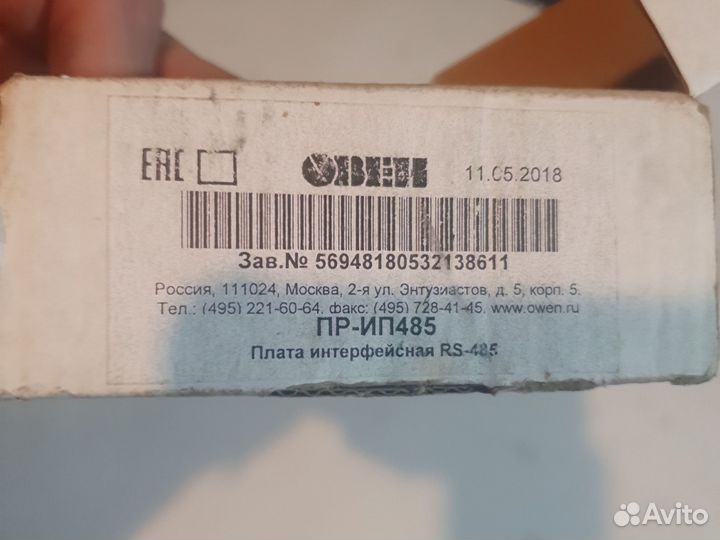 EAC ОВЕН 11.05.2018
Зав.№ 56948180532138611
Россия, 111024, Москва, 2-я ул. Энтузиастов, д. 5, корп. 5.
Тел.: (495) 221-60-64, факс: (495) 728-41-45. www.owen.ru
ПР-ИП485
Плата интерфейсная RS-485
Avito